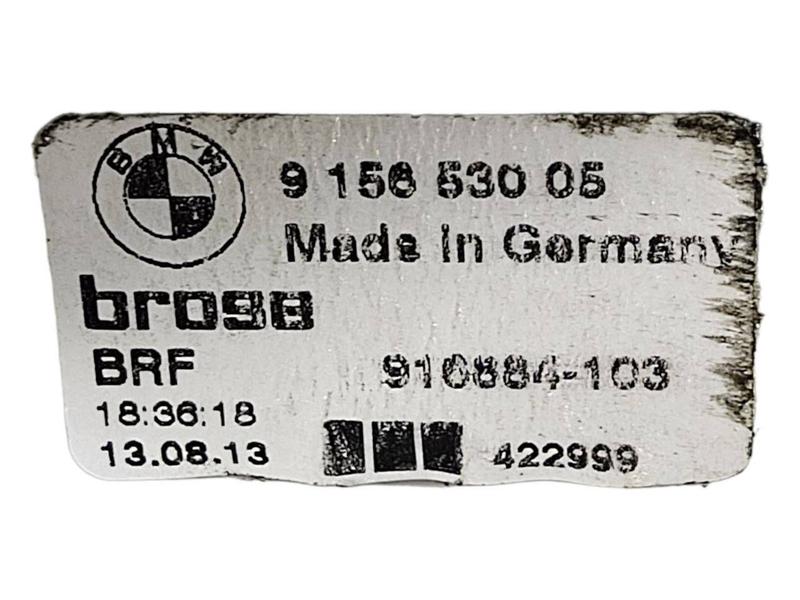 BMW
9 156 530 05
Made in Germany
brose
BRF 910884-103
18:36:18
13.08.13 422999